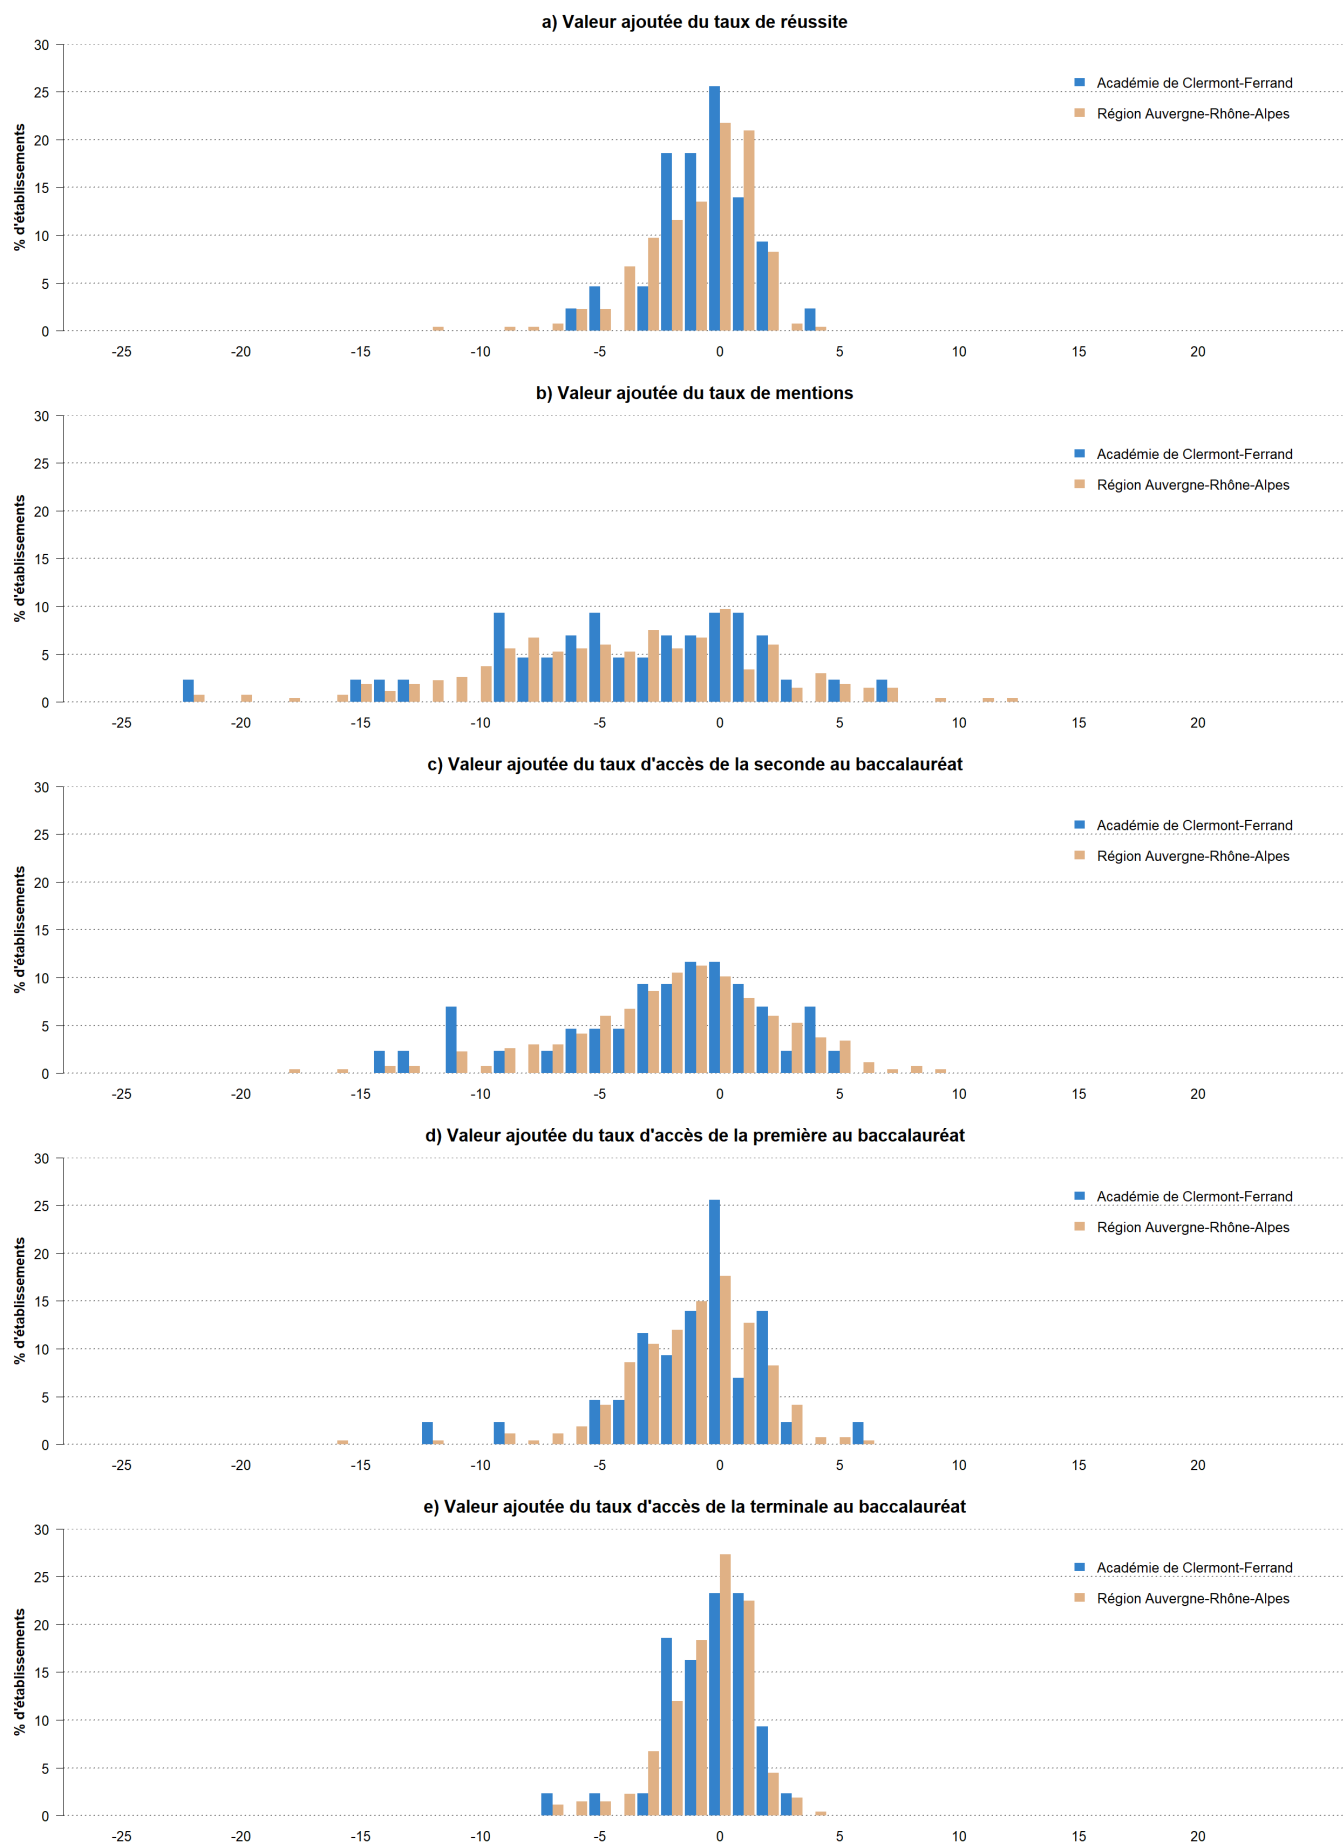 a) Valeur ajoutée du taux de réussite
30
25
20
15
10
5
0
% d'établissements
Académie de Clermont-Ferrand
Région Auvergne-Rhône-Alpes
-25 -20 -15 -10 -5 0 5 10 15 20
b) Valeur ajoutée du taux de mentions
30
25
20
15
10
5
0
% d'établissements
Académie de Clermont-Ferrand
Région Auvergne-Rhône-Alpes
-25 -20 -15 -10 -5 0 5 10 15 20
c) Valeur ajoutée du taux d'accès de la seconde au baccalauréat
30
25
20
15
10
5
0
% d'établissements
Académie de Clermont-Ferrand
Région Auvergne-Rhône-Alpes
-25 -20 -15 -10 -5 0 5 10 15 20
d) Valeur ajoutée du taux d'accès de la première au baccalauréat
30
25
20
15
10
5
0
% d'établissements
Académie de Clermont-Ferrand
Région Auvergne-Rhône-Alpes
-25 -20 -15 -10 -5 0 5 10 15 20
e) Valeur ajoutée du taux d'accès de la terminale au baccalauréat
30
25
20
15
10
5
0
% d'établissements
Académie de Clermont-Ferrand
Région Auvergne-Rhône-Alpes
-25 -20 -15 -10 -5 0 5 10 15 20